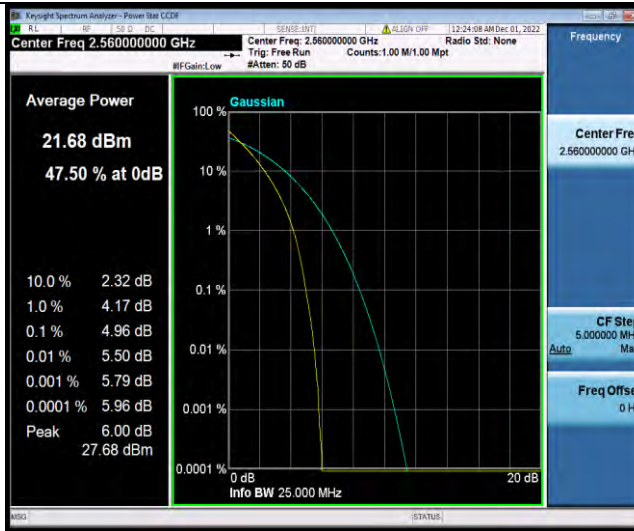 Keysight Spectrum Analyzer - Power Stat CCDF
RL RF 50 Ω DC SENSE:INT ALIGN OFF 12:24:08 AM Dec 01, 2022
Center Freq 2.560000000 GHz
Center Freq: 2.560000000 GHz Radio Std: None
Trig: Free Run Counts:1.00 M/1.00 Mpt
#IFGain:Low #Atten: 50 dB
Frequency
Average Power
21.68 dBm
47.50 % at 0dB
10.0 % 2.32 dB
1.0 % 4.17 dB
0.1 % 4.96 dB
0.01 % 5.50 dB
0.001 % 5.79 dB
0.0001 % 5.96 dB
Peak 6.00 dB
27.68 dBm
Gaussian
100 %
10 %
1 %
0.1 %
0.01 %
0.001 %
0.0001 %
0 dB 20 dB
Info BW 25.000 MHz
Center Fre
2.560000000 GH
CF Ste
5.000000 MH
Auto Ma
Freq Offse
0 H
MSG STATUS